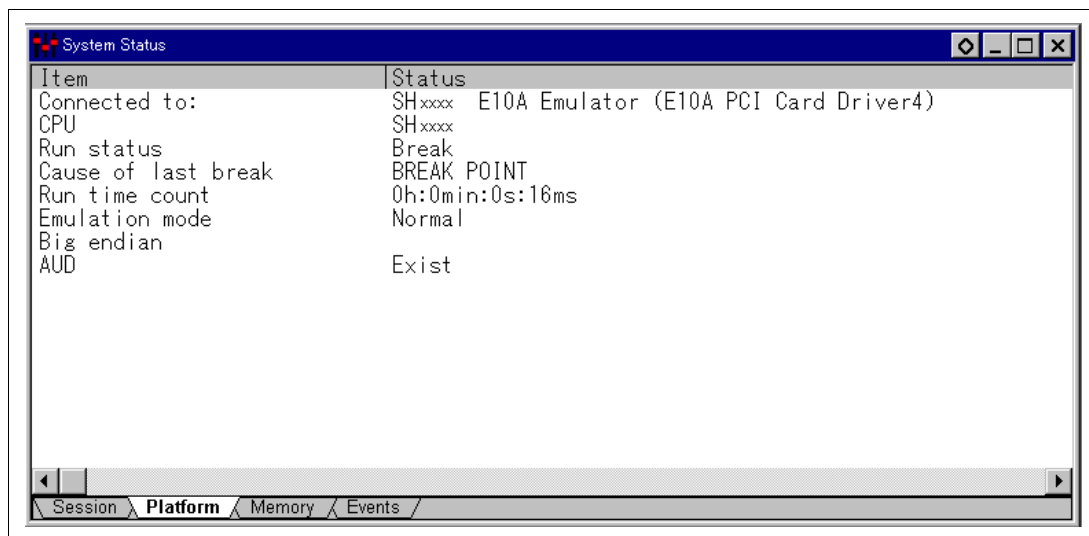 System Status
Item Status
Connected to: SHxxxx E10A Emulator (E10A PCI Card Driver4)
CPU SHxxxx
Run status Break
Cause of last break BREAK POINT
Run time count 0h:0min:0s:16ms
Emulation mode Normal
Big endian
AUD Exist
Session Platform Memory Events